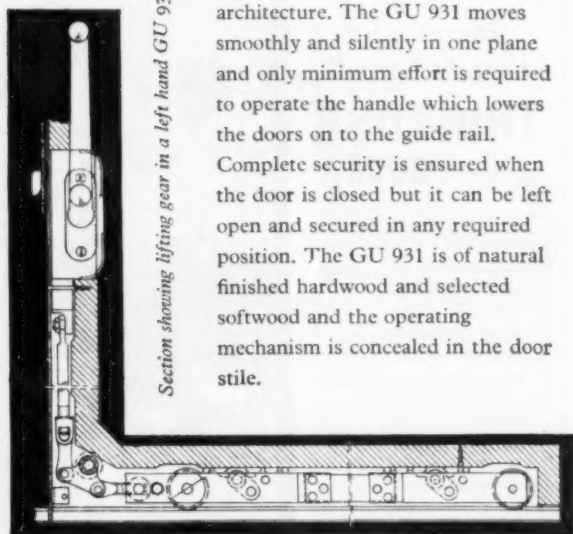 Section showing lifting gear in a left hand GU 93
architecture. The GU 931 moves
smoothly and silently in one plane
and only minimum effort is required
to operate the handle which lowers
the doors on to the guide rail.
Complete security is ensured when
the door is closed but it can be left
open and secured in any required
position. The GU 931 is of natural
finished hardwood and selected
softwood and the operating
mechanism is concealed in the door
stile.